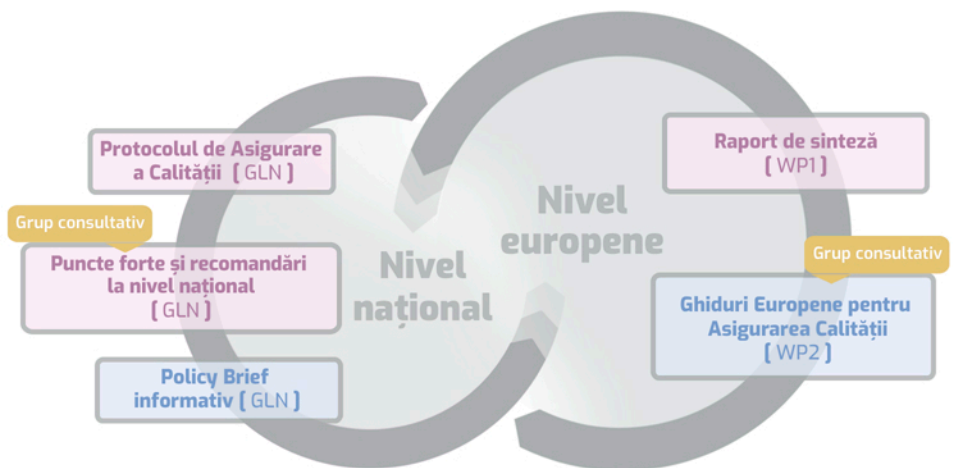 Protocolul de Asigurare
a Calității [ GLN ]
Grup consultativ
Puncte forte și recomandări
la nivel național
[ GLN ]
Policy Brief
informativ [ GLN ]
Nivel
național
Nivel
europene
Raport de sinteză
[ WP1 ]
Grup consultativ
Ghiduri Europene pentru
Asigurarea Calității
[ WP2 ]